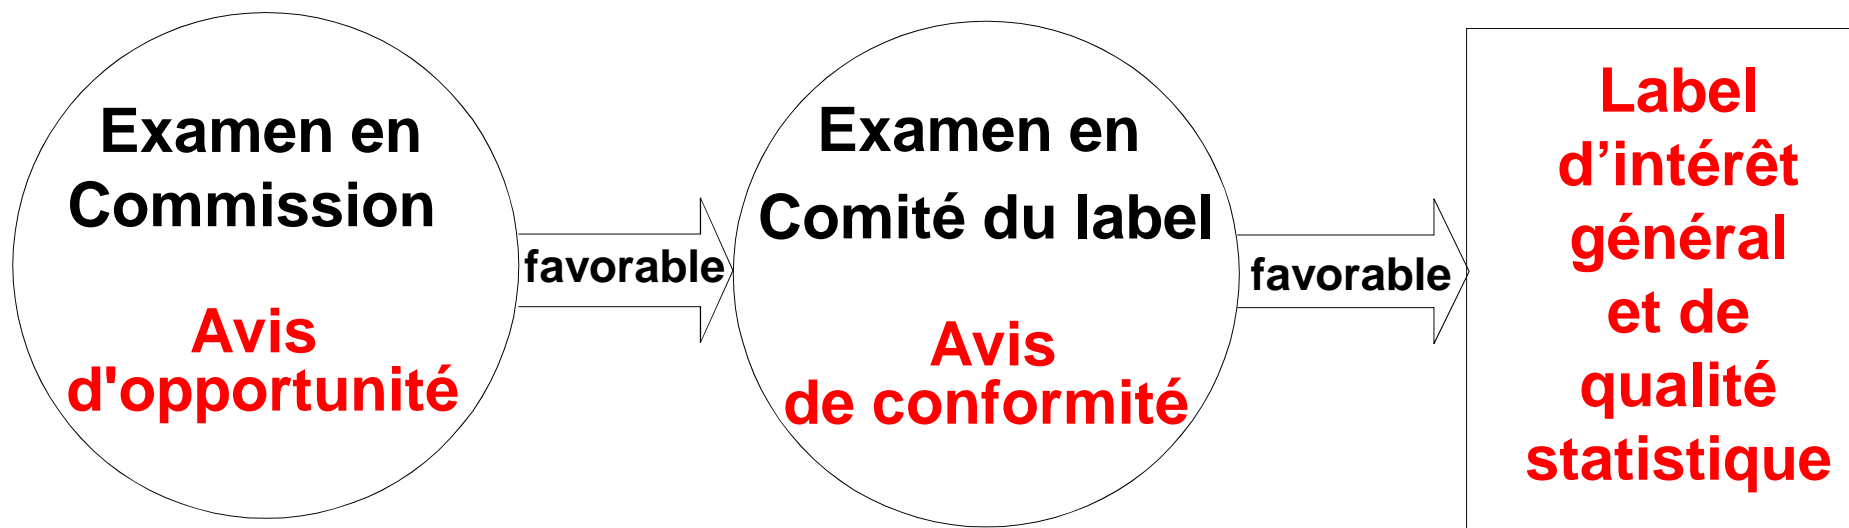 Examen en
Commission
Avis
d'opportunité
favorable
Examen en
Comité du label
Avis
de conformité
favorable
Label
d’intérêt
général
et de
qualité
statistique